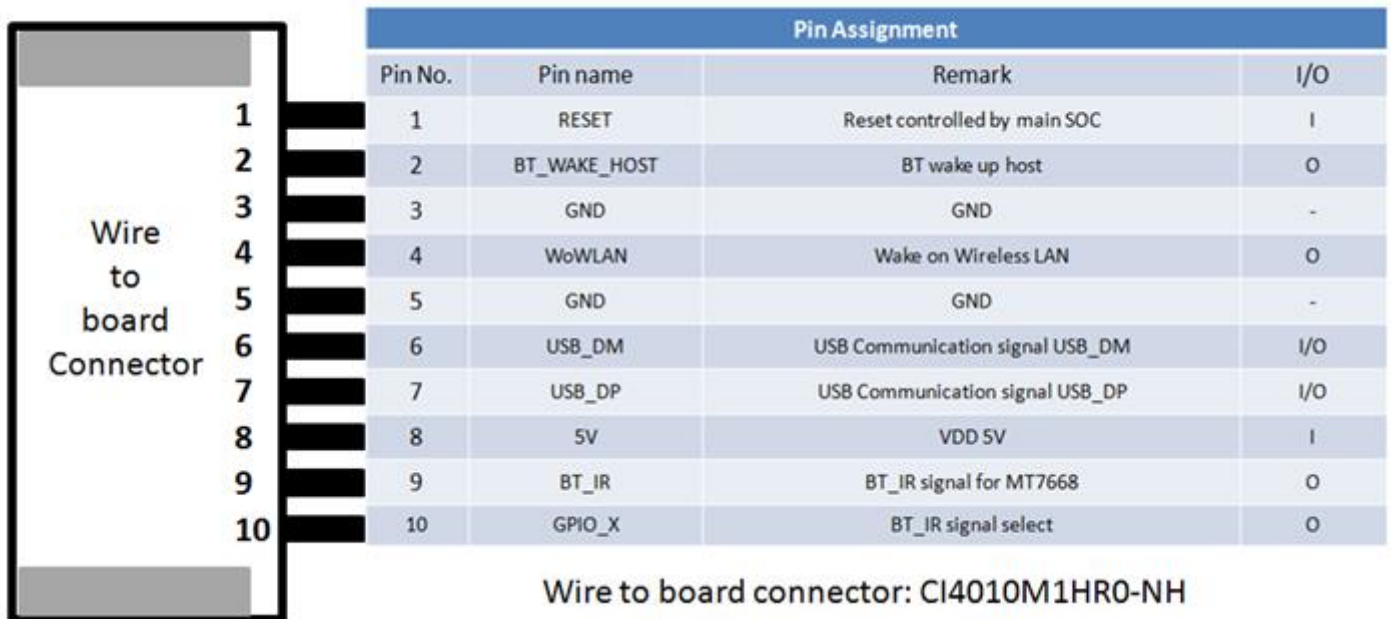 Pin Assignment
Pin No. Pin name Remark I/O
1 1 RESET Reset controlled by main SOC I
2 2 BT_WAKE_HOST BT wake up host O
3 3 GND GND -
4 4 WoWLAN Wake on Wireless LAN O
5 5 GND GND -
6 6 USB_DM USB Communication signal USB_DM I/O
7 7 USB_DP USB Communication signal USB_DP I/O
8 8 5V VDD 5V I
9 9 BT_IR BT_IR signal for MT7668 O
10 10 GPIO_X BT_IR signal select O
Wire
to
board
Connector
Wire to board connector: CI4010M1HR0-NH